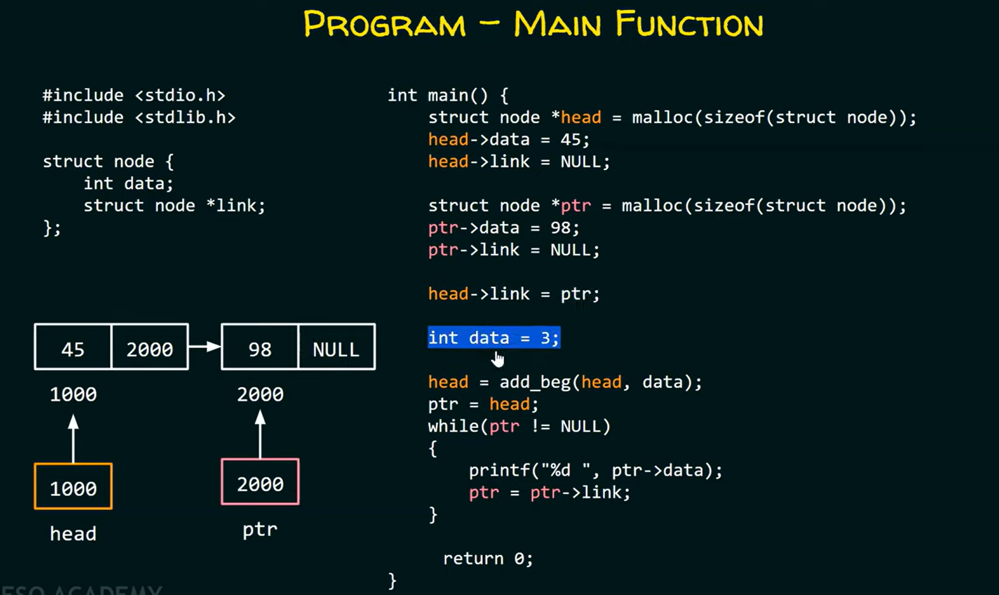 PROGRAM – MAIN FUNCTION
#include <stdio.h>
#include <stdlib.h>
struct node {
int data;
struct node *link;
};
45 2000 98 NULL
1000 2000
1000 2000
head ptr
int main() {
struct node *head = malloc(sizeof(struct node));
head->data = 45;
head->link = NULL;
struct node *ptr = malloc(sizeof(struct node));
ptr->data = 98;
ptr->link = NULL;
head->link = ptr;
int data = 3;
head = add_beg(head, data);
ptr = head;
while(ptr != NULL)
{
printf("%d ", ptr->data);
ptr = ptr->link;
}
return 0;
}
ESO ACADEMY